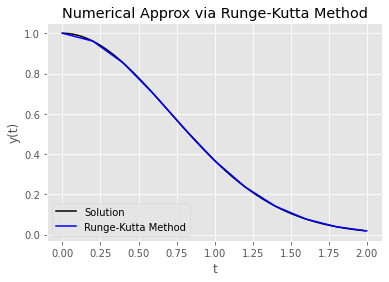 Numerical Approx via Runge-Kutta Method
1.0
0.8
0.6
0.4
0.2
0.0
y(t)
Solution
Runge-Kutta Method
0.00 0.25 0.50 0.75 1.00 1.25 1.50 1.75 2.00
t